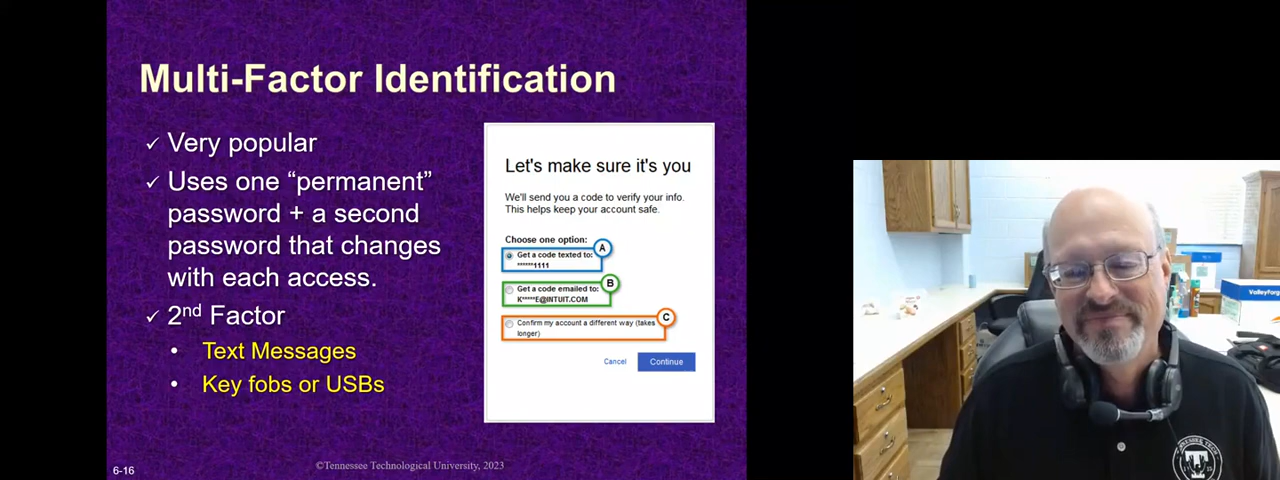 Multi-Factor Identification
✓ Very popular
✓ Uses one “permanent”
password + a second
password that changes
with each access.
✓ 2nd Factor
• Text Messages
• Key fobs or USBs
Let's make sure it's you
We'll send you a code to verify your info.
This helps keep your account safe.
Choose one option:
A
Get a code texted to:
******1111
B
Get a code emailed to:
K*****E@INTUIT.COM
C
Confirm my account a different way (takes
longer)
Cancel
Continue
6-16
©Tennessee Technological University, 2023